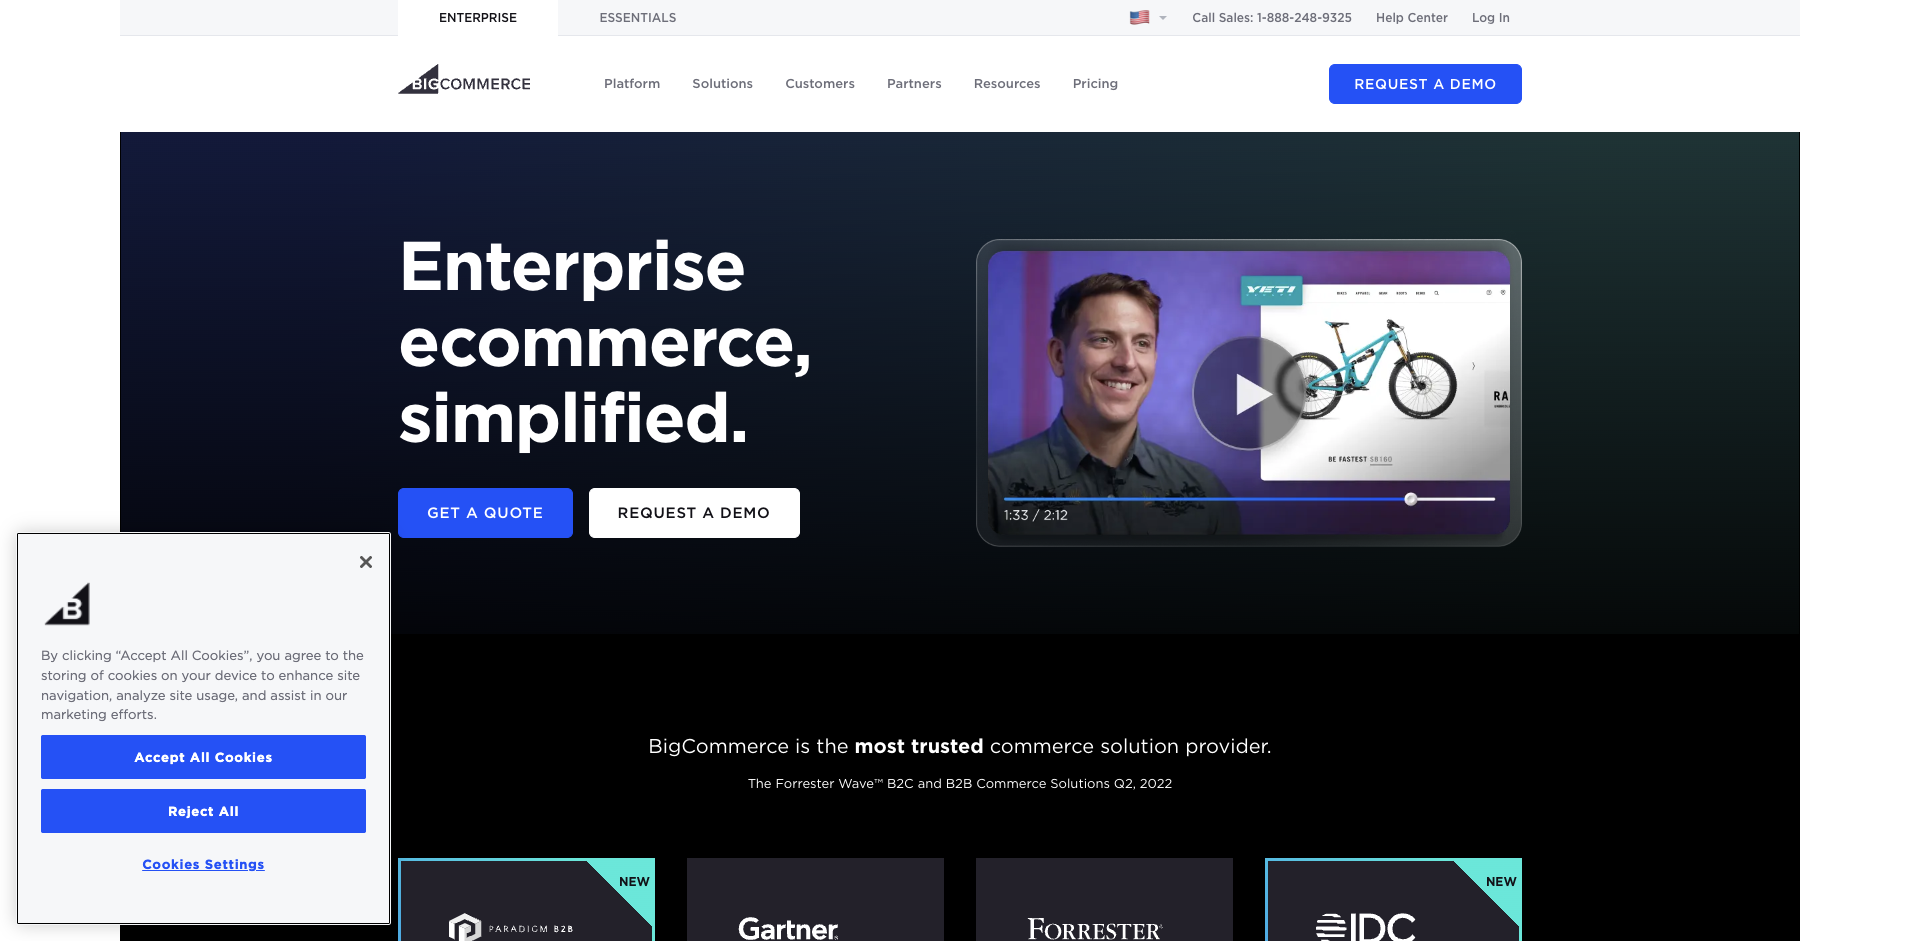 ENTERPRISE
ESSENTIALS
Call Sales: 1-888-248-9325
Help Center
Log In
BIGCOMMERCE
Platform
Solutions
Customers
Partners
Resources
Pricing
REQUEST A DEMO
Enterprise
ecommerce,
simplified.
GET A QUOTE
REQUEST A DEMO
YETI
BE FASTEST SB160
RA
1:33 / 2:12
B
By clicking “Accept All Cookies”, you agree to the
storing of cookies on your device to enhance site
navigation, analyze site usage, and assist in our
marketing efforts.
Accept All Cookies
Reject All
Cookies Settings
BigCommerce is the most trusted commerce solution provider.
The Forrester Wave™ B2C and B2B Commerce Solutions Q2, 2022
NEW
PARADIGM B2B
Gartner
FORRESTER
NEW
IDC